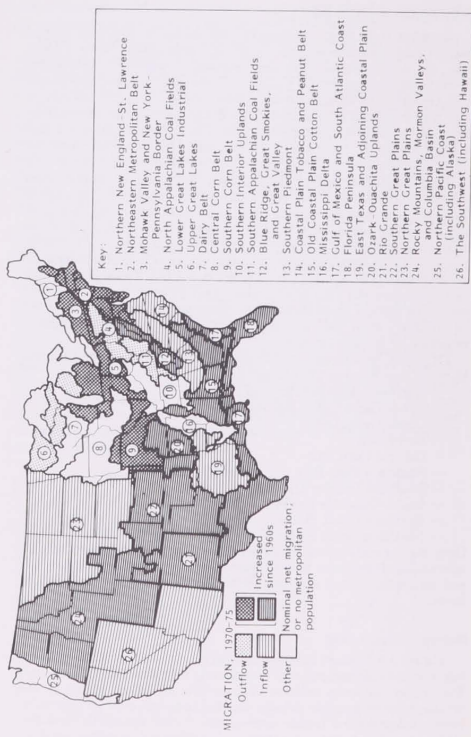 Key:
1. Northern New England-St. Lawrence
2. Northeastern Metropolitan Belt
3. Mohawk Valley and New York-
Pennsylvania Border
4. North Appalachian Coal Fields
5. Lower Great Lakes Industrial
6. Upper Great Lakes
7. Dairy Belt
8. Central Corn Belt
9. Southern Corn Belt
10. Southern Interior Uplands
11. Southern Appalachian Coal Fields
12. Blue Ridge, Great Smokies,
and Great Valley
13. Southern Piedmont
14. Coastal Plain Tobacco and Peanut Belt
15. Old Coastal Plain Cotton Belt
16. Mississippi Delta
17. Gulf of Mexico and South Atlantic Coast
18. Florida Peninsula
19. East Texas and Adjoining Coastal Plain
20. Ozark-Ouachita Uplands
21. Rio Grande
22. Southern Great Plains
23. Northern Great Plains
24. Rocky Mountains, Mormon Valleys,
and Columbia Basin
25. Northern Pacific Coast
(including Alaska)
26. The Southwest (including Hawaii)
MIGRATION, 1970-75
Outflow
Inflow
Increased
since 1960s
Other
Nominal net migration;
or no metropolitan
population